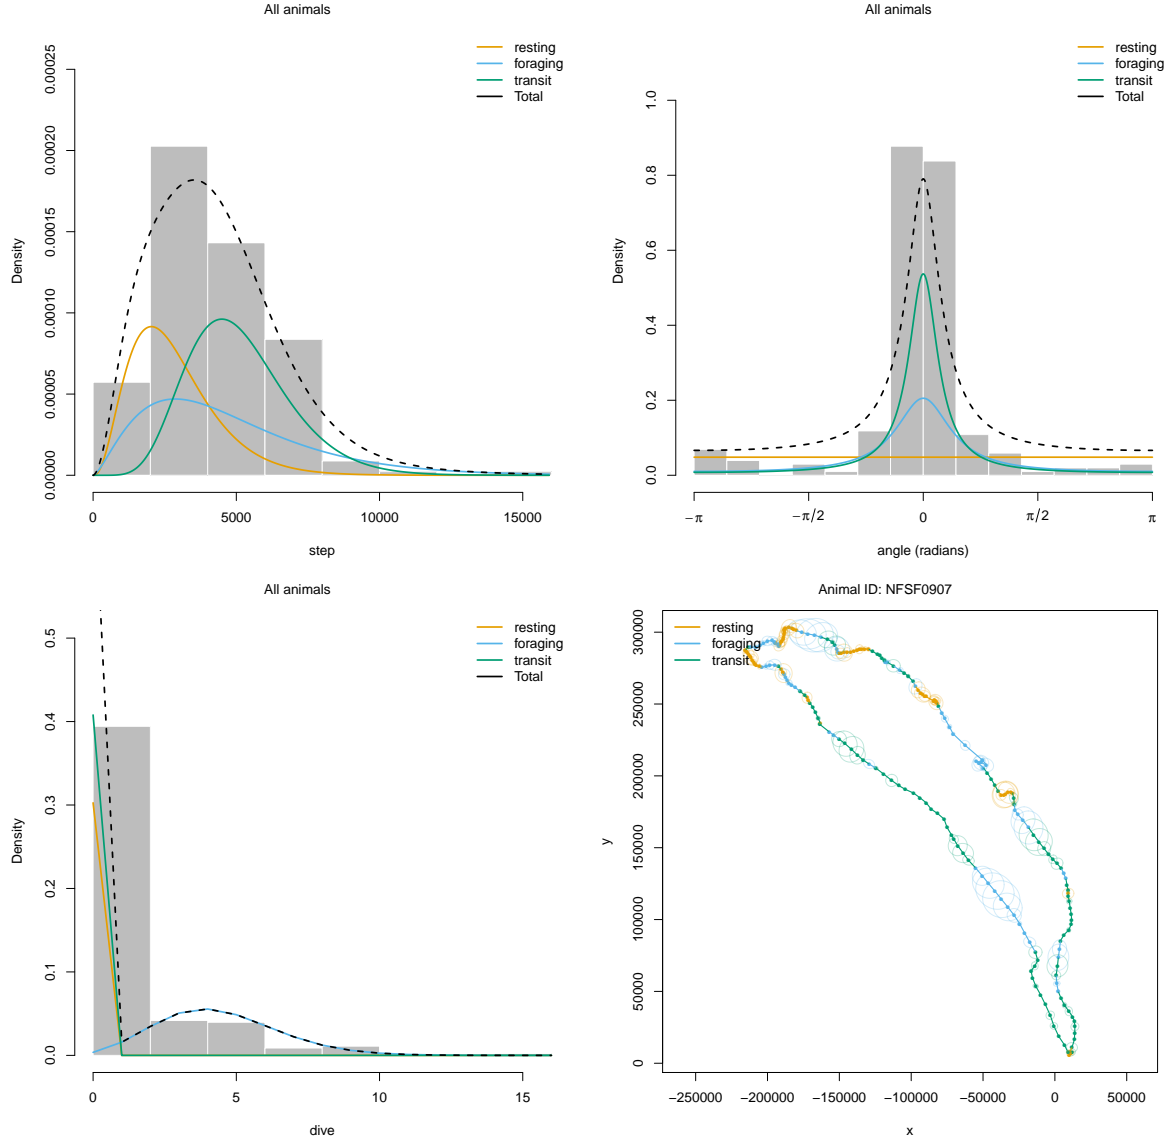 All animals
resting
foraging
transit
Total
0.00025
0.00020
0.00015
0.00010
0.00005
0.00000
Density
0 5000 10000 15000
step
All animals
resting
foraging
transit
Total
1.0
0.8
0.6
0.4
0.2
0.0
Density
−π −π/2 0 π/2 π
angle (radians)
All animals
resting
foraging
transit
Total
0.5
0.4
0.3
0.2
0.1
0.0
Density
0 5 10 15
dive
Animal ID: NFSF0907
resting
foraging
transit
300000
250000
200000
150000
100000
50000
0
y
−250000 −200000 −150000 −100000 −50000 0 50000
x